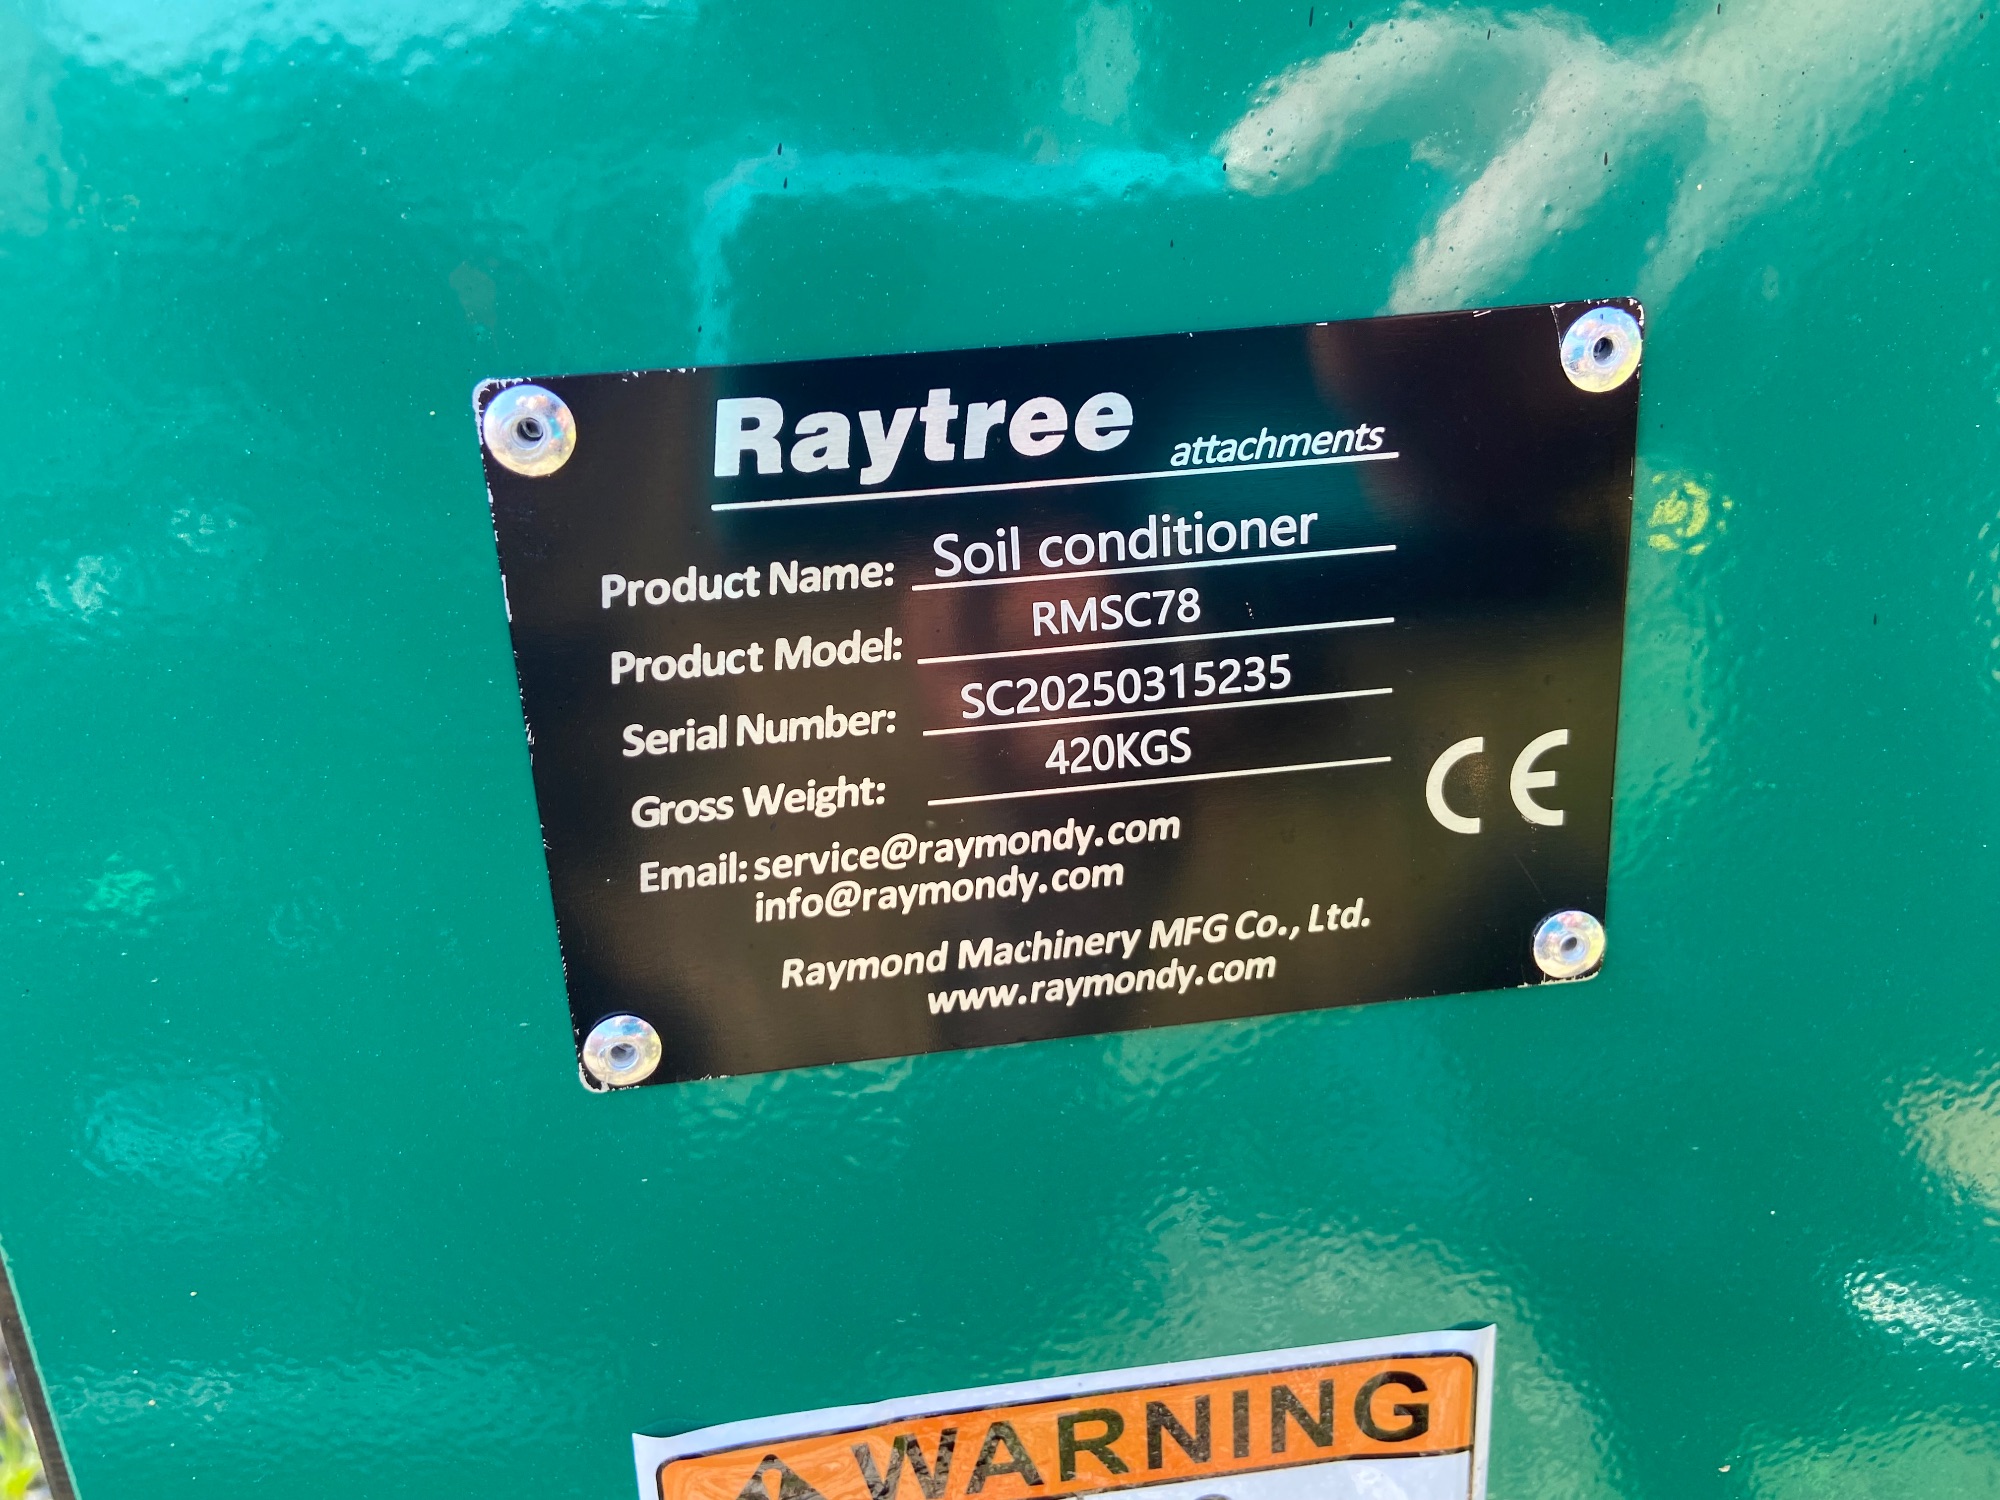 Raytree attachments
Product Name: Soil conditioner
Product Model: RMSC78
Serial Number: SC20250315235
Gross Weight: 420KGS
Email: service@raymondy.com
info@raymondy.com
CE
Raymond Machinery MFG Co., Ltd.
www.raymondy.com
WARNING